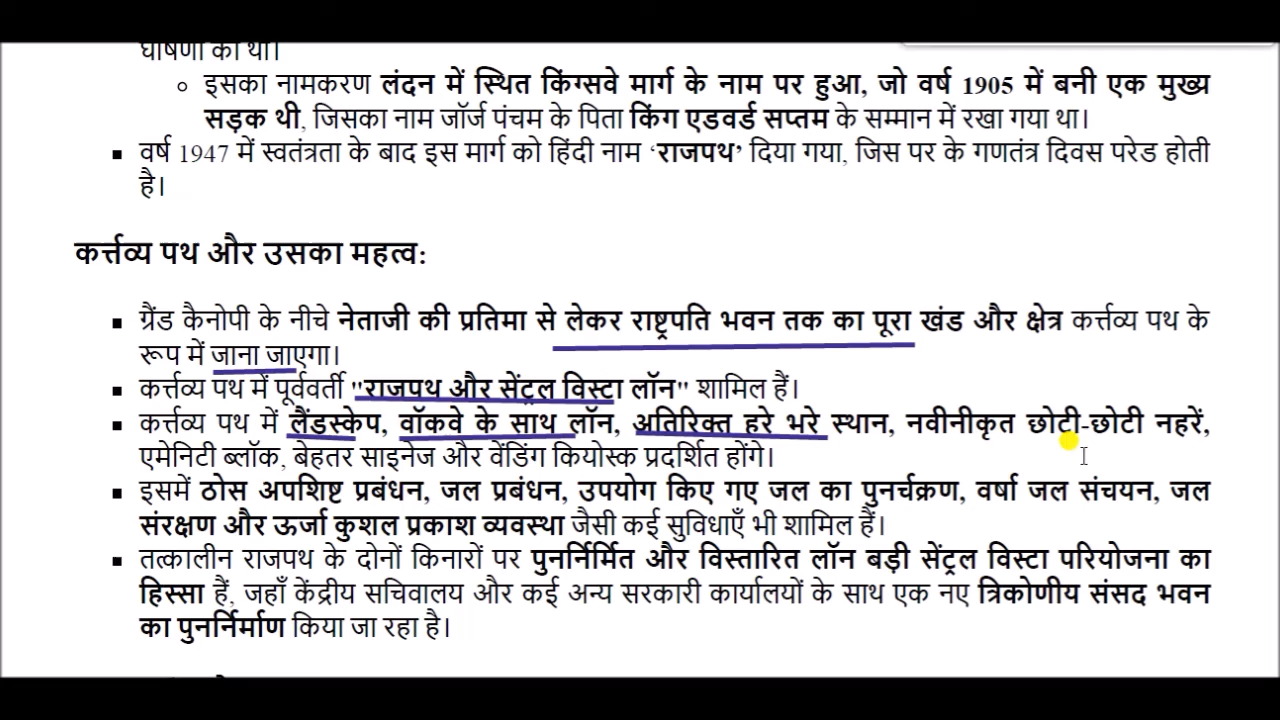 घोषणा की थी।
○ इसका नामकरण लंदन में स्थित किंग्सवे मार्ग के नाम पर हुआ, जो वर्ष 1905 में बनी एक मुख्य
सड़क थी, जिसका नाम जॉर्ज पंचम के पिता किंग एडवर्ड सप्तम के सम्मान में रखा गया था।
▪ वर्ष 1947 में स्वतंत्रता के बाद इस मार्ग को हिंदी नाम ‘राजपथ’ दिया गया, जिस पर के गणतंत्र दिवस परेड होती
है।
कर्त्तव्य पथ और उसका महत्व:
▪ ग्रैंड कैनोपी के नीचे नेताजी की प्रतिमा से लेकर राष्ट्रपति भवन तक का पूरा खंड और क्षेत्र कर्त्तव्य पथ के
रूप में जाना जाएगा।
▪ कर्त्तव्य पथ में पूर्ववर्ती "राजपथ और सेंट्रल विस्टा लॉन" शामिल हैं।
▪ कर्त्तव्य पथ में लैंडस्केप, वॉकवे के साथ लॉन, अतिरिक्त हरे भरे स्थान, नवीनीकृत छोटी-छोटी नहरें,
एमेनिटी ब्लॉक, बेहतर साइनेज और वेंडिंग कियोस्क प्रदर्शित होंगे।
▪ इसमें ठोस अपशिष्ट प्रबंधन, जल प्रबंधन, उपयोग किए गए जल का पुनर्चक्रण, वर्षा जल संचयन, जल
संरक्षण और ऊर्जा कुशल प्रकाश व्यवस्था जैसी कई सुविधाएँ भी शामिल हैं।
▪ तत्कालीन राजपथ के दोनों किनारों पर पुनर्निर्मित और विस्तारित लॉन बड़ी सेंट्रल विस्टा परियोजना का
हिस्सा हैं, जहाँ केंद्रीय सचिवालय और कई अन्य सरकारी कार्यालयों के साथ एक नए त्रिकोणीय संसद भवन
का पुनर्निर्माण किया जा रहा है।